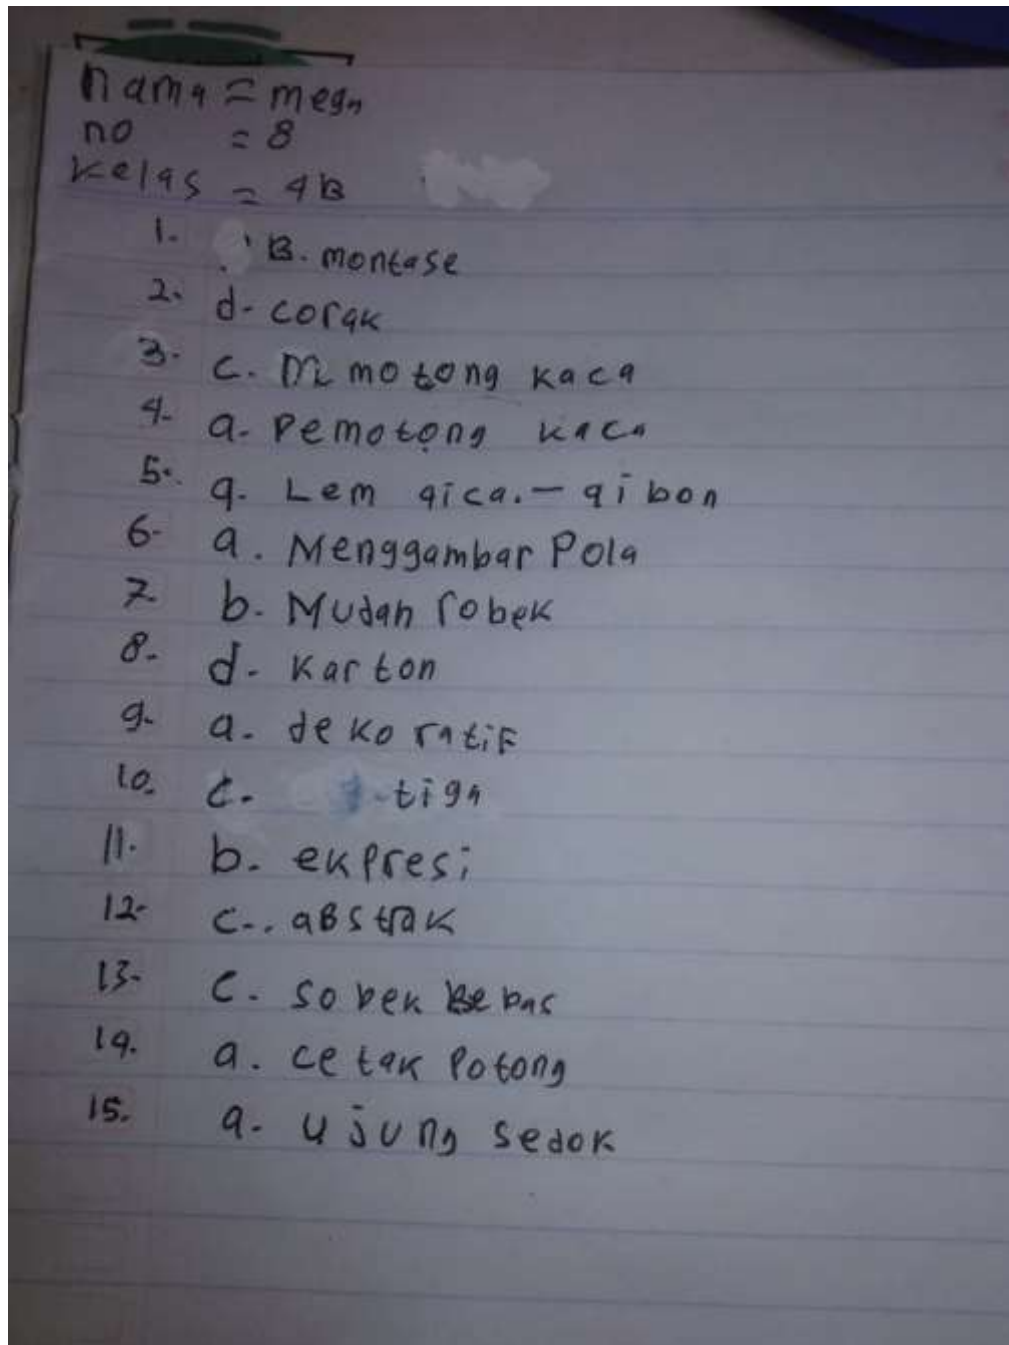 nama = mega
no = 8
kelas = 4B
1. B. montase
2. d. corak
3. c. Memotong kaca
4. a. Pemotong kaca
5. a. Lem aica.- aibon
6. a. Menggambar Pola
7. b. Mudah robek
8. d. karton
9. a. dekoratif
10. c. tiga
11. b. ekpresi
12. c.. aBstrak
13. c. sobek Bebas
14. a. cetak Potong
15. a. ujung sedok